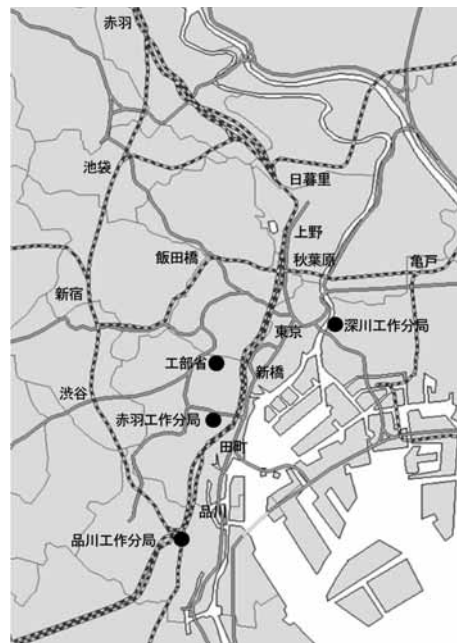 赤羽
池袋
日暮里
上野
飯田橋
秋葉原
亀戸
新宿
東京
深川工作分局
工部省
新橋
渋谷
赤羽工作分局
田町
品川
品川工作分局